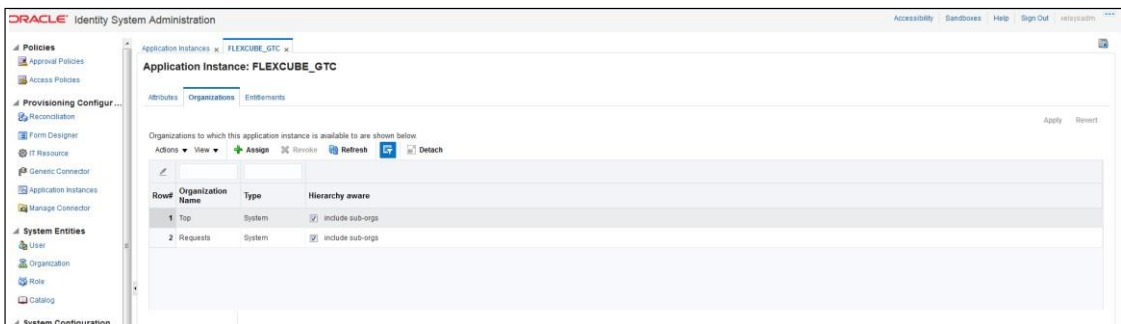 ORACLE Identity System Administration
Accessibility Sandboxes Help Sign Out xelsysadm
Policies
Approval Policies
Access Policies
Provisioning Configur...
Reconciliation
Form Designer
IT Resource
Generic Connector
Application Instances
Manage Connector
System Entities
User
Organization
Role
Catalog
System Configuration
Application Instances FLEXCUBE_GTC
Application Instance: FLEXCUBE_GTC
Attributes Organizations Entitlements
Apply Revert
Organizations to which this application instance is available to are shown below.
Actions View Assign Revoke Refresh Detach
Row# Organization Name Type Hierarchy aware
1 Top System include sub-orgs
2 Requests System include sub-orgs